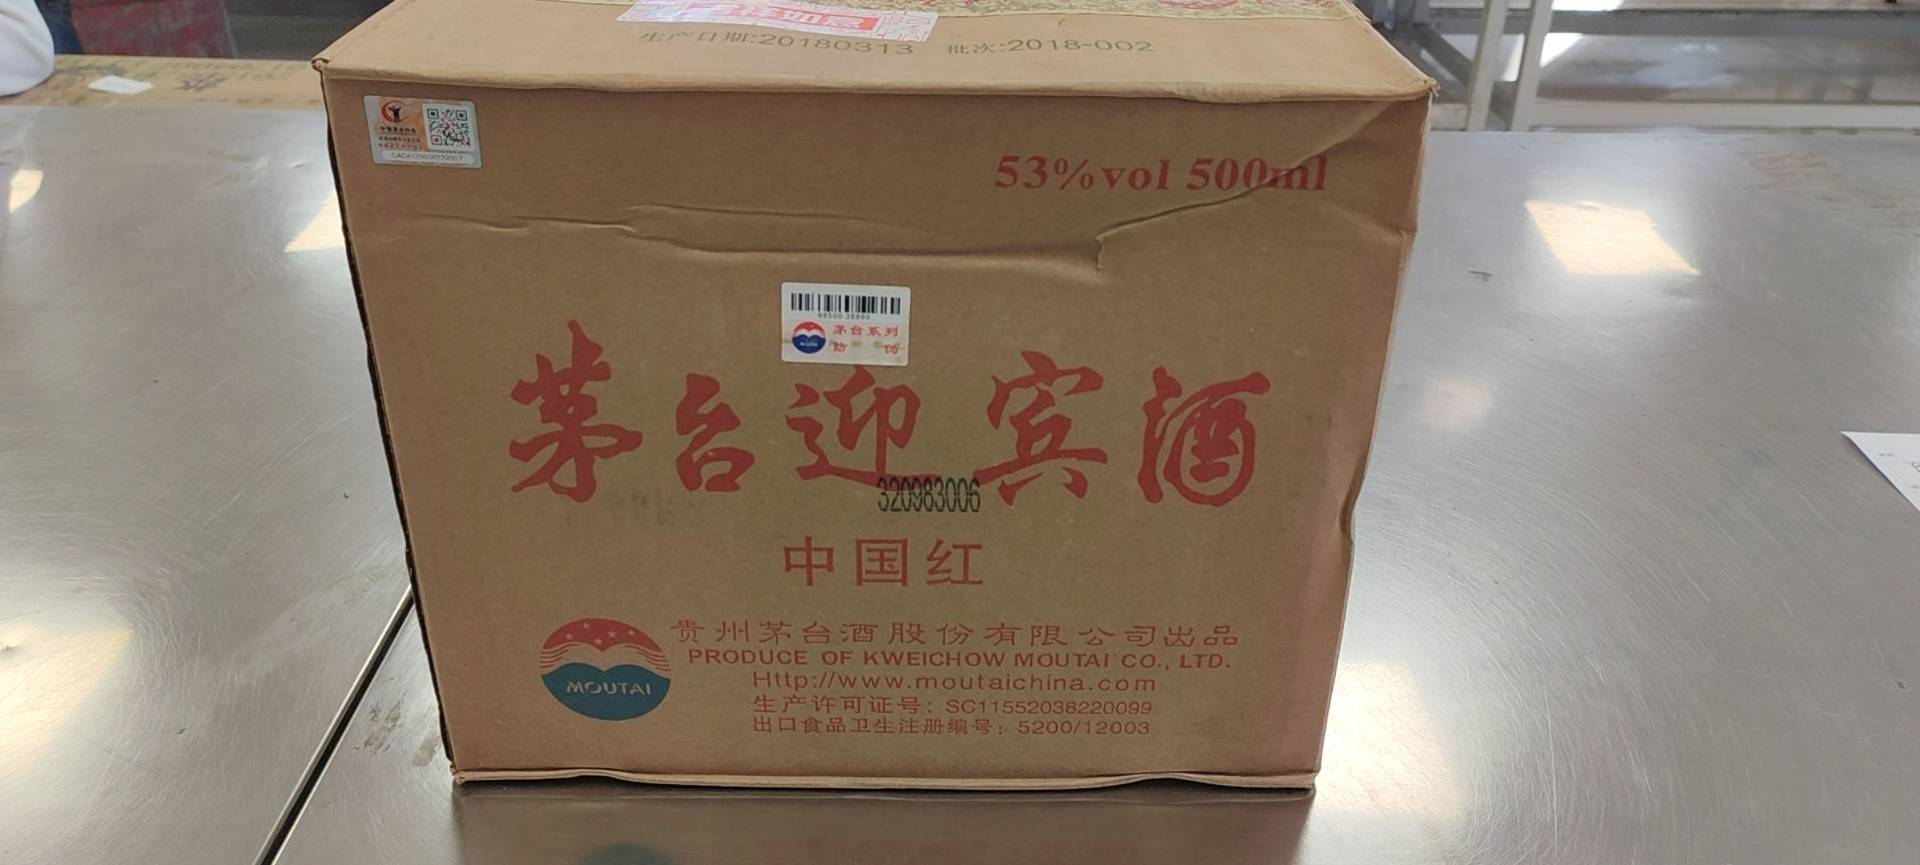 生产日期:20180313 批次:2018-002
53%vol 500ml
茅台系列
防 伪
茅台迎宾酒
320983006
中国红
MOUTAI
贵州茅台酒股份有限公司出品
PRODUCE OF KWEICHOW MOUTAI CO., LTD.
Http://www.moutaichina.com
生产许可证号: SC11552038220099
出口食品卫生注册编号: 5200/12003